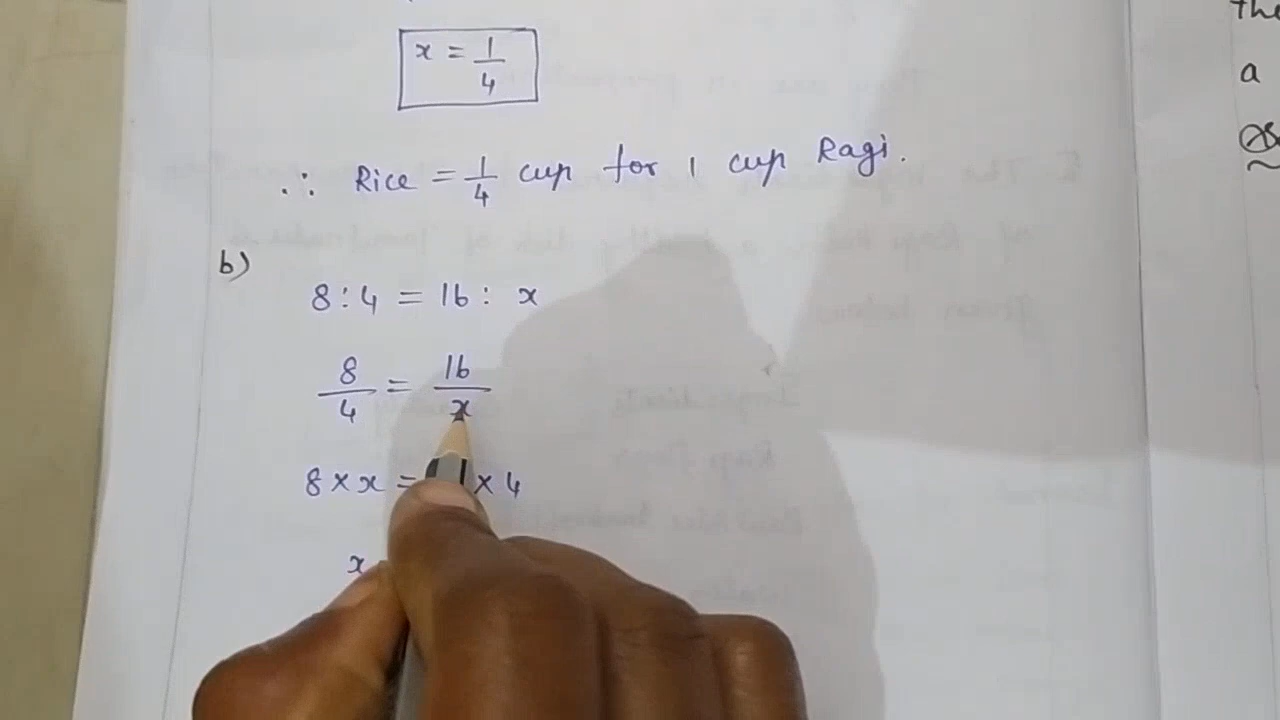 x = 1/4
∴ Rice = 1/4 cup for 1 cup Ragi.
b)
8 : 4 = 16 : x
8/4 = 16/x
8 × x = × 4
x
the
a